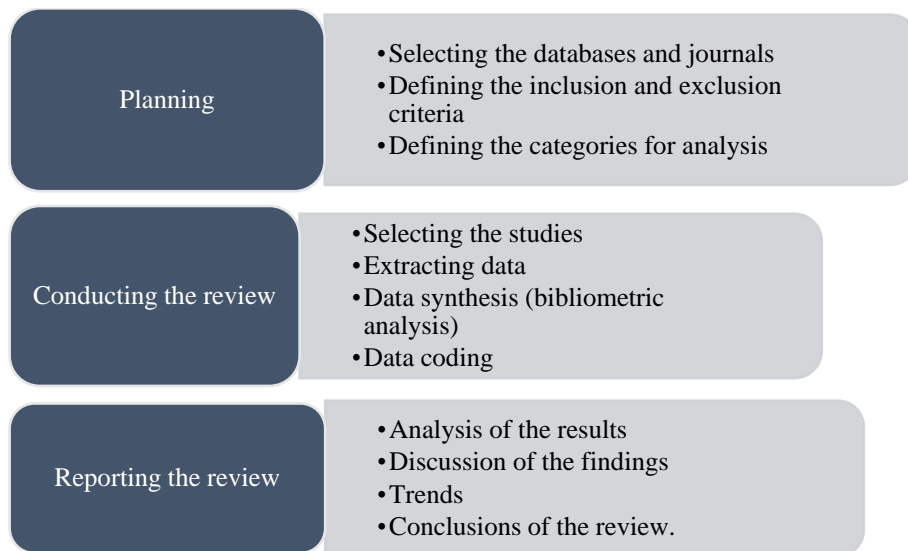 Planning
•Selecting the databases and journals
•Defining the inclusion and exclusion
criteria
•Defining the categories for analysis
Conducting the review
•Selecting the studies
•Extracting data
•Data synthesis (bibliometric
analysis)
•Data coding
Reporting the review
•Analysis of the results
•Discussion of the findings
•Trends
•Conclusions of the review.